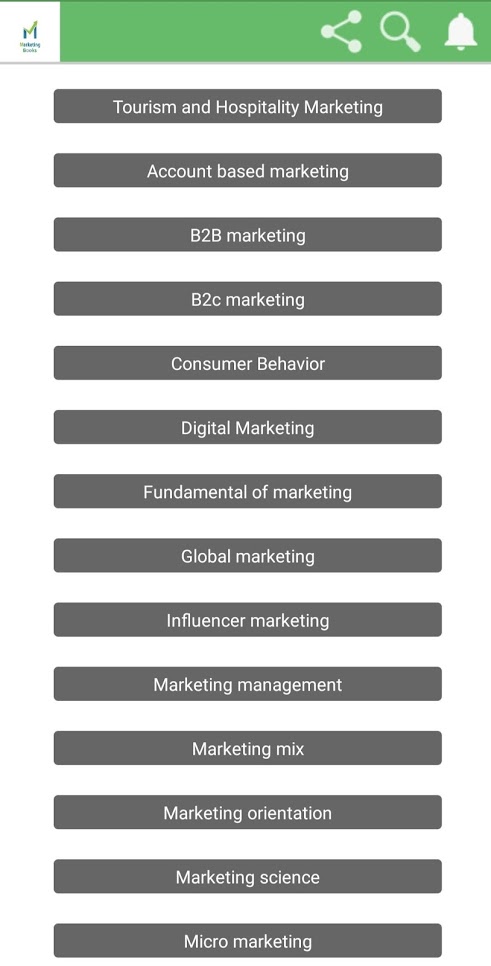 Marketing
Books
Tourism and Hospitality Marketing
Account based marketing
B2B marketing
B2c marketing
Consumer Behavior
Digital Marketing
Fundamental of marketing
Global marketing
Influencer marketing
Marketing management
Marketing mix
Marketing orientation
Marketing science
Micro marketing